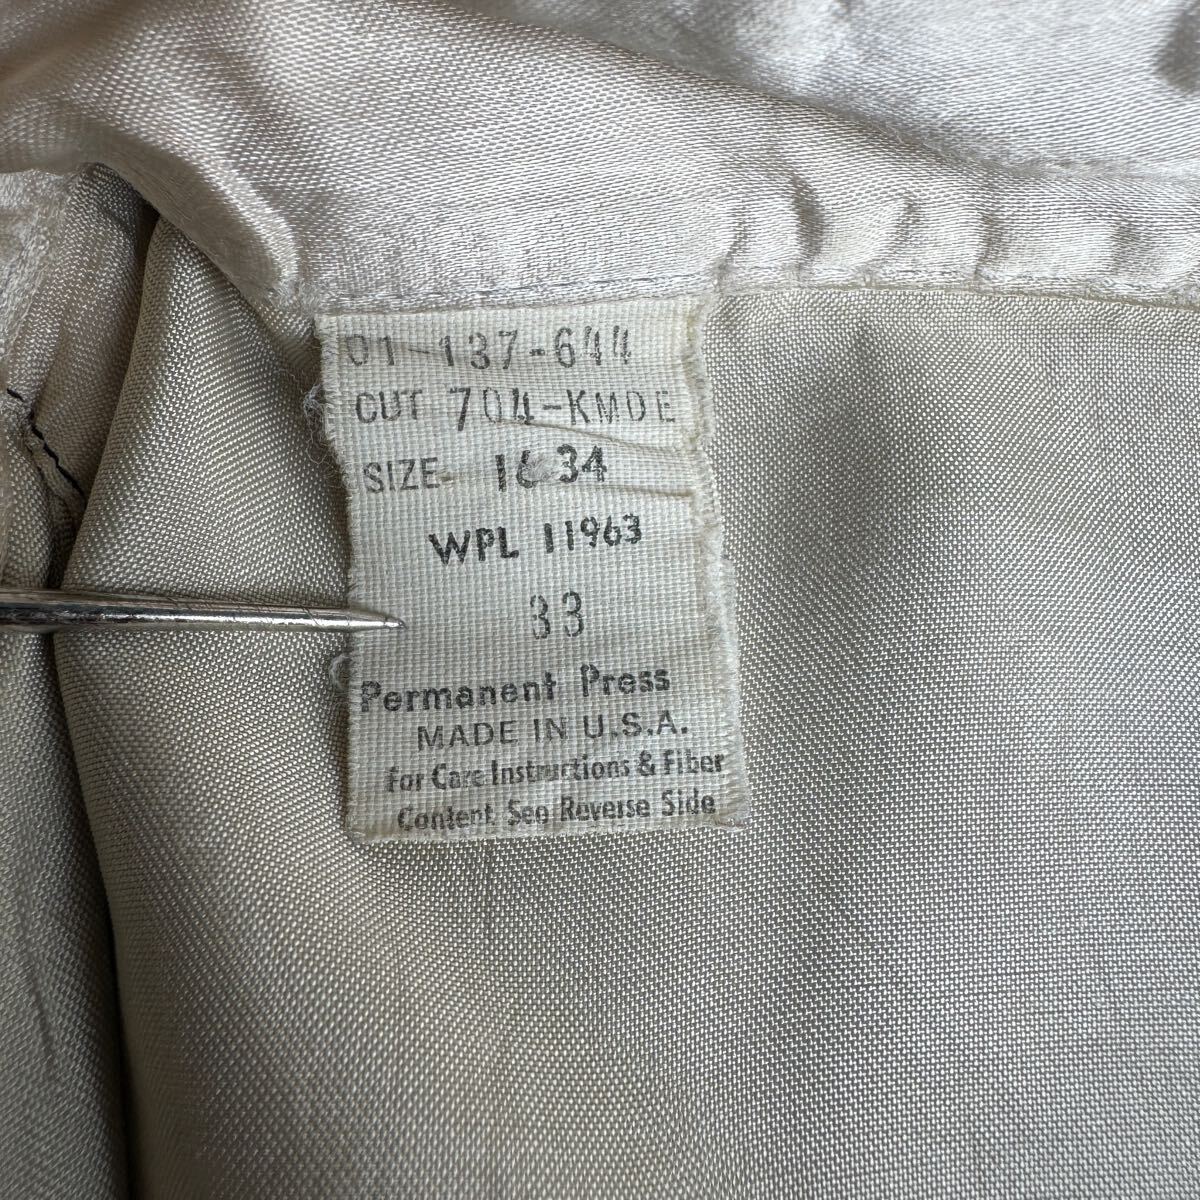 01-137-644
CUT 704-KMDE
SIZE- 16 34
WPL 11963
33
Permanent Press
MADE IN U.S.A.
for Care Instructions & Fiber
Content, See Reverse Side